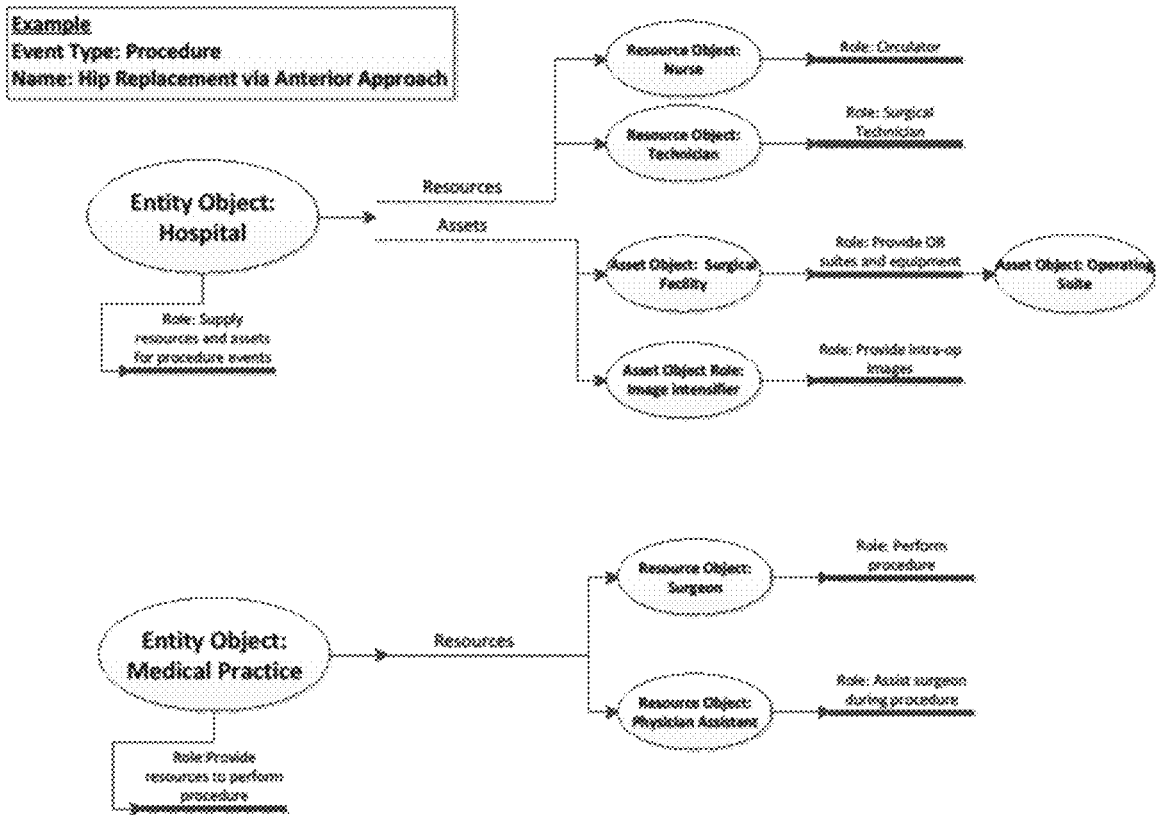 Example
Event Type: Procedure
Name: Hip Replacement via Anterior Approach
Resource Object:
Nurse
Role: Circulator
Resource Object:
Technician
Role: Surgical
Technician
Entity Object:
Hospital
Resources
Assets
Role: Supply
resources and assets
for procedure events
Asset Object: Surgical
Facility
Role: Provide OR
suites and equipment
Asset Object: Operating
Suite
Asset Object Role:
Image Intensifier
Role: Provide intra-op
images
Entity Object:
Medical Practice
Resources
Role:Provide
resources to perform
procedure
Resource Object:
Surgeon
Role: Perform
procedure
Resource Object:
Physician Assistant
Role: Assist surgeon
during procedure